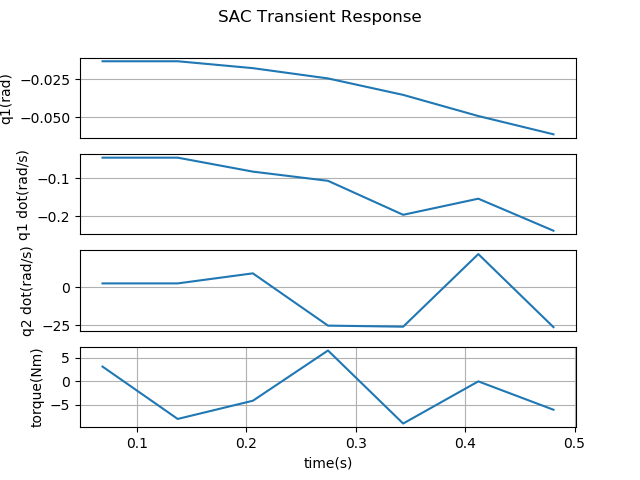 SAC Transient Response
q1(rad)
−0.025
−0.050
q1 dot(rad/s)
−0.1
−0.2
q2 dot(rad/s)
0
−25
torque(Nm)
5
0
−5
0.1 0.2 0.3 0.4 0.5
time(s)